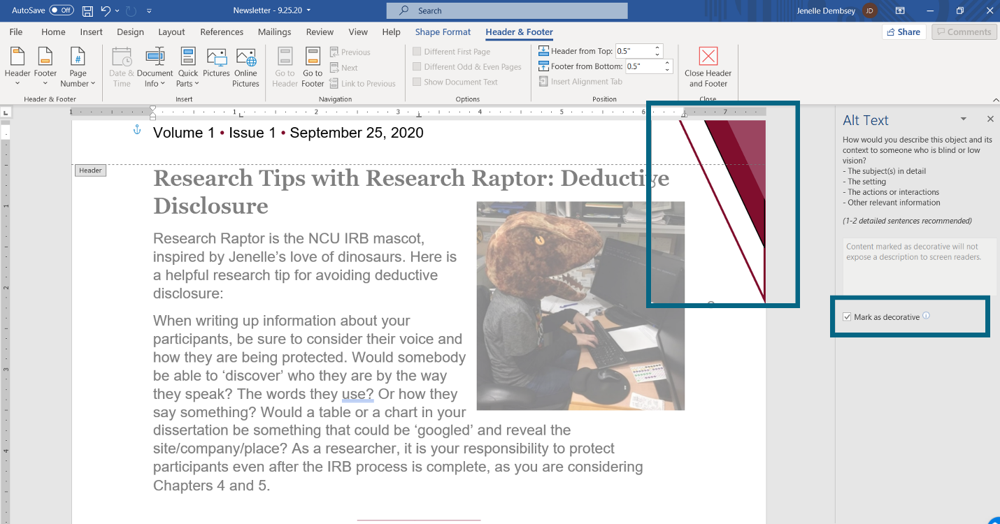 AutoSave Off Newsletter - 9.25.20 Search Jenelle Dembsey JD
File Home Insert Design Layout References Mailings Review View Help Shape Format Header & Footer Share Comments
Header
Footer
Page
Number
Header & Footer
Date &
Time
Document
Info
Quick
Parts
Pictures
Online
Pictures
Insert
Go to
Header
Go to
Footer
Previous
Next
Link to Previous
Navigation
Different First Page
Different Odd & Even Pages
Show Document Text
Options
Header from Top: 0.5"
Footer from Bottom: 0.5"
Insert Alignment Tab
Position
Close Header
and Footer
Close
1 1 2 3 4 5 6 7
1
2
3
4
Volume 1 • Issue 1 • September 25, 2020
Header
Research Tips with Research Raptor: Deductive
Disclosure
Research Raptor is the NCU IRB mascot,
inspired by Jenelle’s love of dinosaurs. Here is
a helpful research tip for avoiding deductive
disclosure:
When writing up information about your
participants, be sure to consider their voice and
how they are being protected. Would somebody
be able to ‘discover’ who they are by the way
they speak? The words they use? Or how they
say something? Would a table or a chart in your
dissertation be something that could be ‘googled’ and reveal the
site/company/place? As a researcher, it is your responsibility to protect
participants even after the IRB process is complete, as you are considering
Chapters 4 and 5.
Alt Text
How would you describe this object and its
context to someone who is blind or low
vision?
- The subject(s) in detail
- The setting
- The actions or interactions
- Other relevant information
(1-2 detailed sentences recommended)
Content marked as decorative will not
expose a description to screen readers.
Mark as decorative